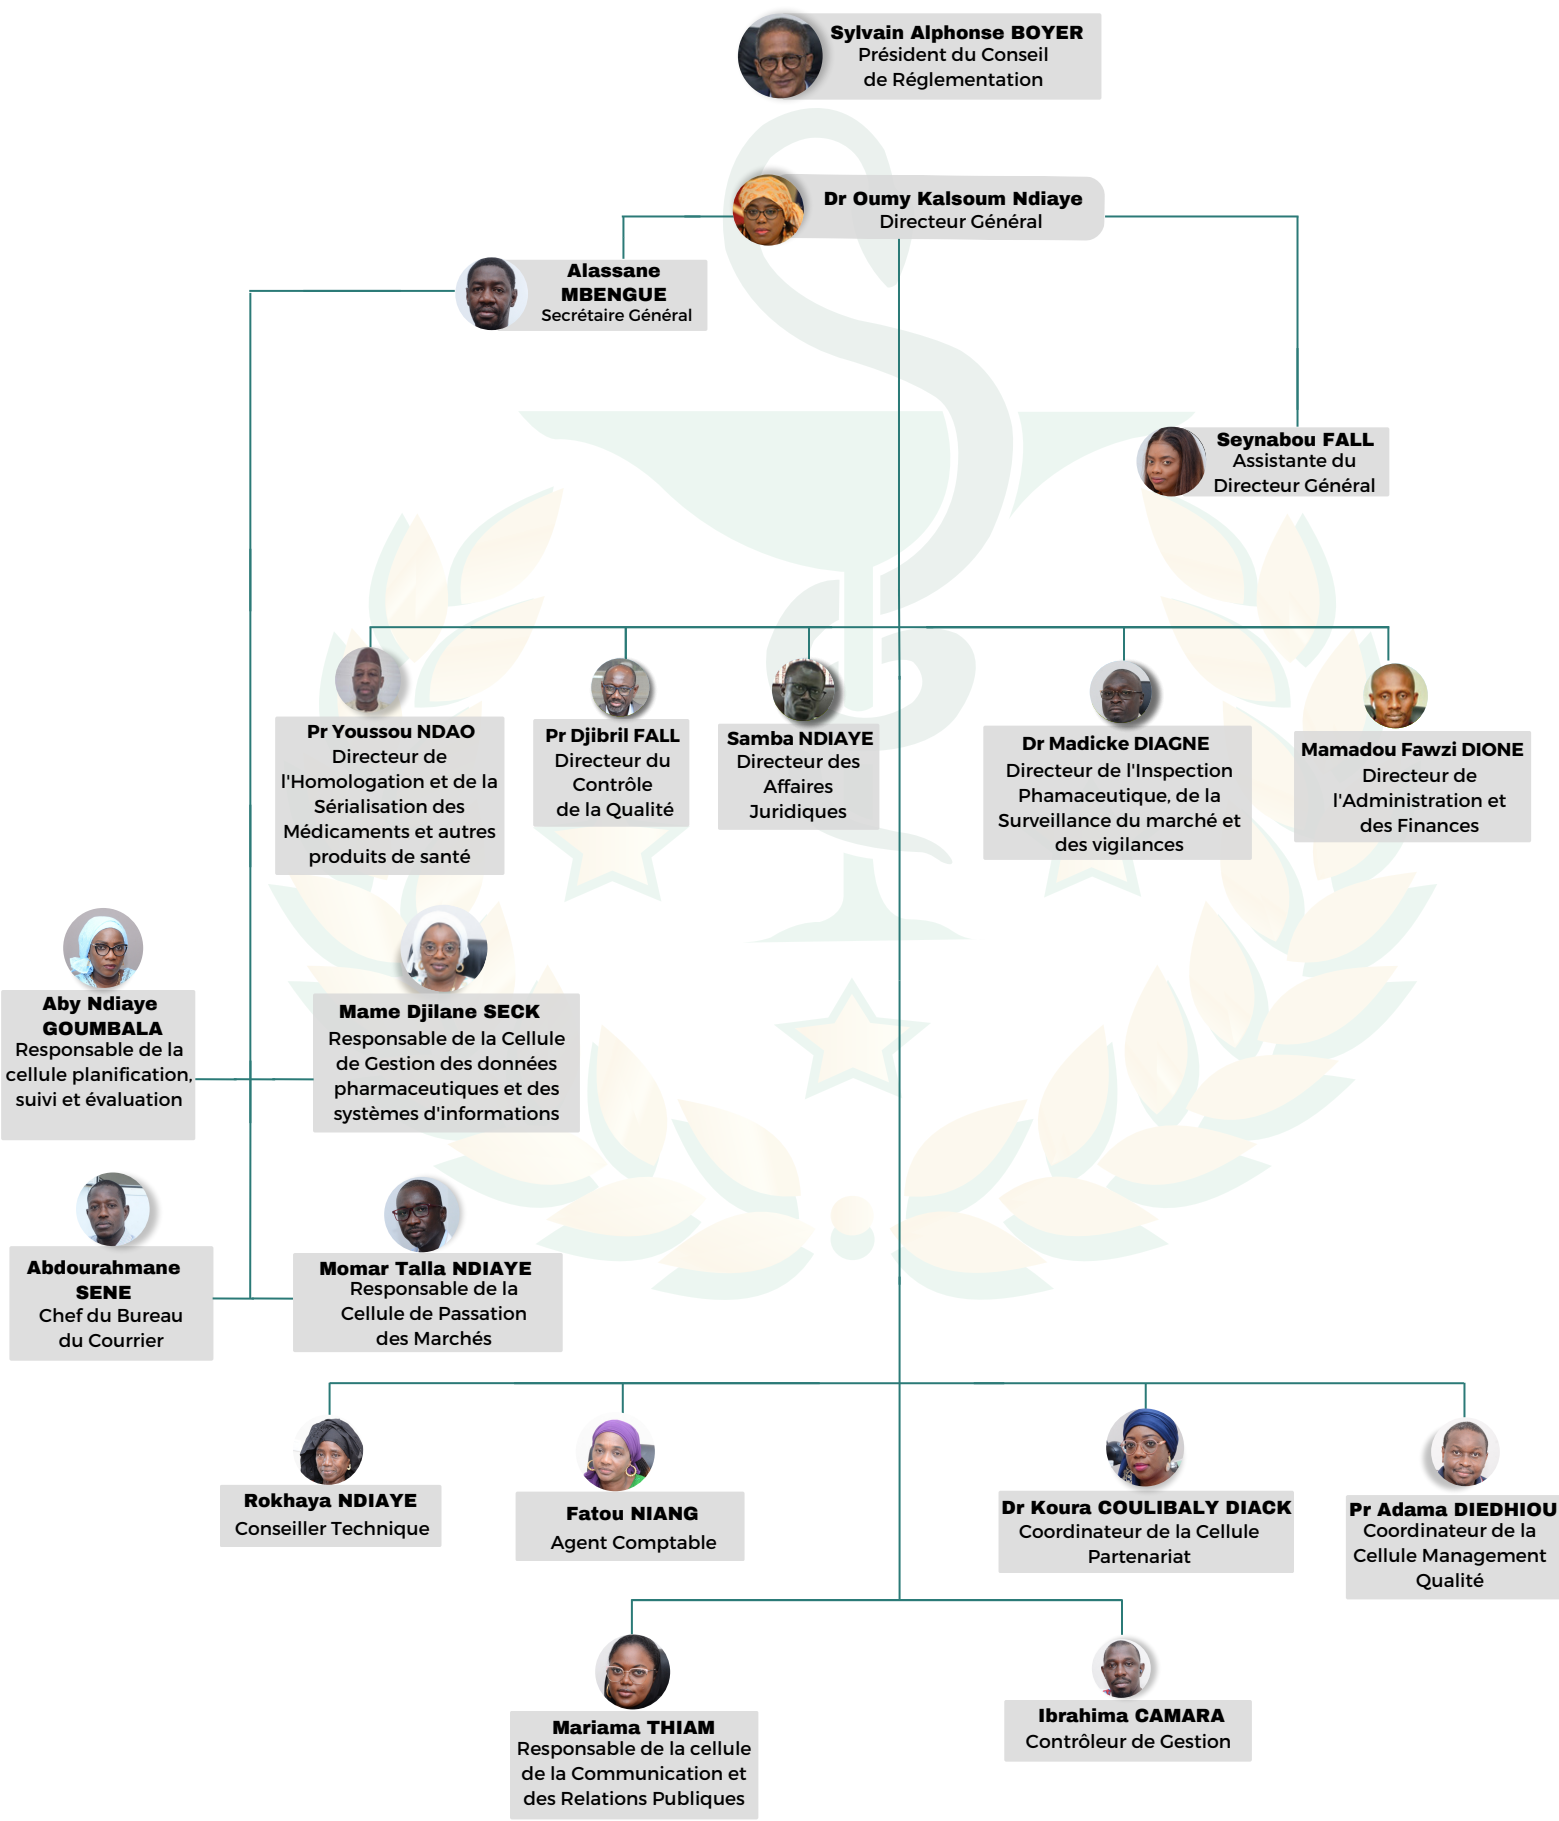 Sylvain Alphonse BOYER
Président du Conseil
de Réglementation
Dr Oumy Kalsoum Ndiaye
Directeur Général
Alassane
MBENGUE
Secrétaire Général
Seynabou FALL
Assistante du
Directeur Général
Pr Youssou NDAO
Directeur de
l'Homologation et de la
Sérialisation des
Médicaments et autres
produits de santé
Pr Djibril FALL
Directeur du
Contrôle
de la Qualité
Samba NDIAYE
Directeur des
Affaires
Juridiques
Dr Madicke DIAGNE
Directeur de l'Inspection
Phamaceutique, de la
Surveillance du marché et
des vigilances
Mamadou Fawzi DIONE
Directeur de
l'Administration et
des Finances
Aby Ndiaye
GOUMBALA
Responsable de la
cellule planification,
suivi et évaluation
Mame Djilane SECK
Responsable de la Cellule
de Gestion des données
pharmaceutiques et des
systèmes d'informations
Abdourahmane
SENE
Chef du Bureau
du Courrier
Momar Talla NDIAYE
Responsable de la
Cellule de Passation
des Marchés
Rokhaya NDIAYE
Conseiller Technique
Fatou NIANG
Agent Comptable
Dr Koura COULIBALY DIACK
Coordinateur de la Cellule
Partenariat
Pr Adama DIEDHIOU
Coordinateur de la
Cellule Management
Qualité
Mariama THIAM
Responsable de la cellule
de la Communication et
des Relations Publiques
Ibrahima CAMARA
Contrôleur de Gestion